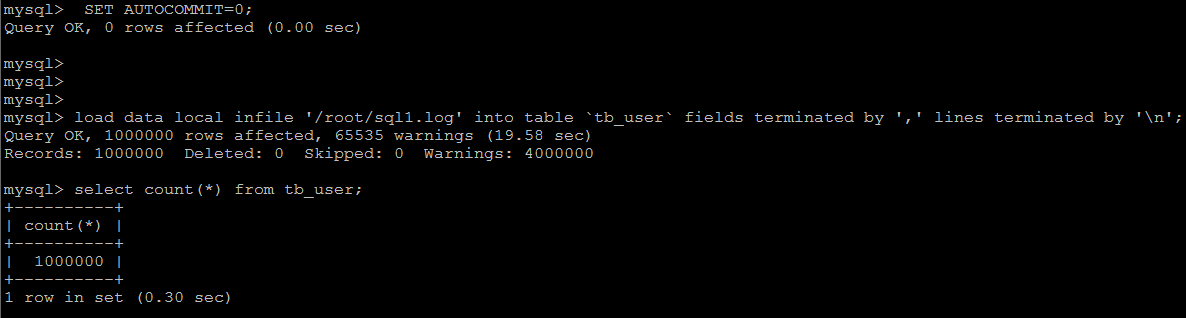 mysql>  SET AUTOCOMMIT=0;
Query OK, 0 rows affected (0.00 sec)
mysql>
mysql>
mysql>
mysql> load data local infile '/root/sql1.log' into table `tb_user` fields terminated by ',' lines terminated by '\n';
Query OK, 1000000 rows affected, 65535 warnings (19.58 sec)
Records: 1000000  Deleted: 0  Skipped: 0  Warnings: 4000000
mysql> select count(*) from tb_user;
+----------+
| count(*) |
+----------+
|  1000000 |
+----------+
1 row in set (0.30 sec)